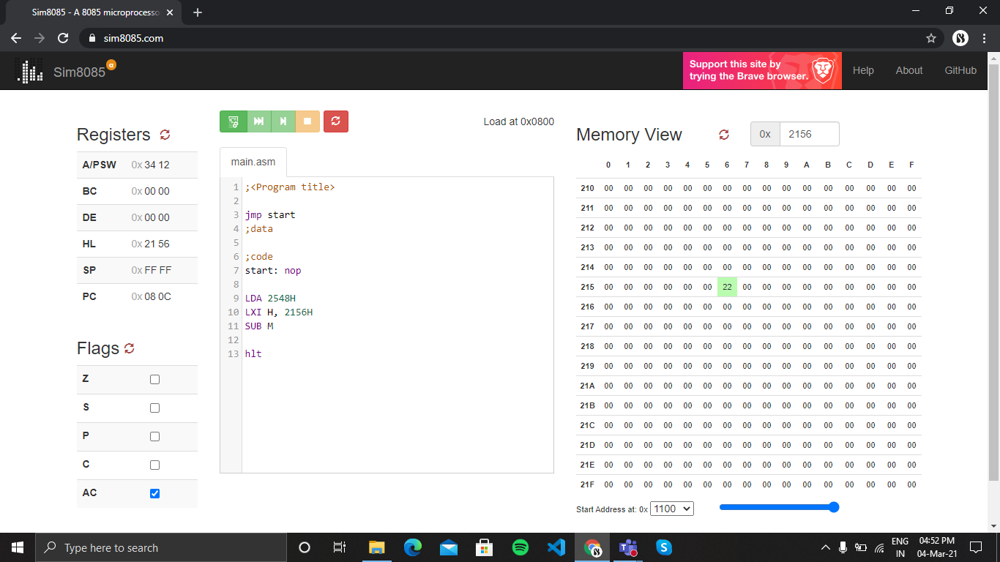 Sim8085 - A 8085 microprocesso
sim8085.com
Sim8085 α
Support this site by
trying the Brave browser.
Help About GitHub
Registers
A/PSW 0x 34 12
BC 0x 00 00
DE 0x 00 00
HL 0x 21 56
SP 0x FF FF
PC 0x 08 0C
Flags
Z
S
P
C
AC
Load at 0x0800
main.asm
1 ;<Program title>
2
3 jmp start
4 ;data
5
6 ;code
7 start: nop
8
9 LDA 2548H
10 LXI H, 2156H
11 SUB M
12
13 hlt
Memory View 0x 2156
0 1 2 3 4 5 6 7 8 9 A B C D E F
210 00 00 00 00 00 00 00 00 00 00 00 00 00 00 00 00
211 00 00 00 00 00 00 00 00 00 00 00 00 00 00 00 00
212 00 00 00 00 00 00 00 00 00 00 00 00 00 00 00 00
213 00 00 00 00 00 00 00 00 00 00 00 00 00 00 00 00
214 00 00 00 00 00 00 00 00 00 00 00 00 00 00 00 00
215 00 00 00 00 00 00 22 00 00 00 00 00 00 00 00 00
216 00 00 00 00 00 00 00 00 00 00 00 00 00 00 00 00
217 00 00 00 00 00 00 00 00 00 00 00 00 00 00 00 00
218 00 00 00 00 00 00 00 00 00 00 00 00 00 00 00 00
219 00 00 00 00 00 00 00 00 00 00 00 00 00 00 00 00
21A 00 00 00 00 00 00 00 00 00 00 00 00 00 00 00 00
21B 00 00 00 00 00 00 00 00 00 00 00 00 00 00 00 00
21C 00 00 00 00 00 00 00 00 00 00 00 00 00 00 00 00
21D 00 00 00 00 00 00 00 00 00 00 00 00 00 00 00 00
21E 00 00 00 00 00 00 00 00 00 00 00 00 00 00 00 00
21F 00 00 00 00 00 00 00 00 00 00 00 00 00 00 00 00
Start Address at: 0x 1100
Type here to search
ENG
IN
04:52 PM
04-Mar-21